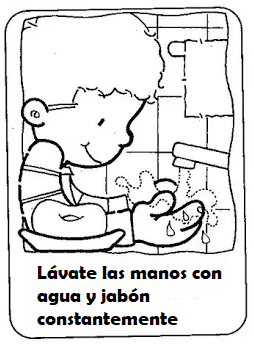 Lávate las manos con
agua y jabón
constantemente